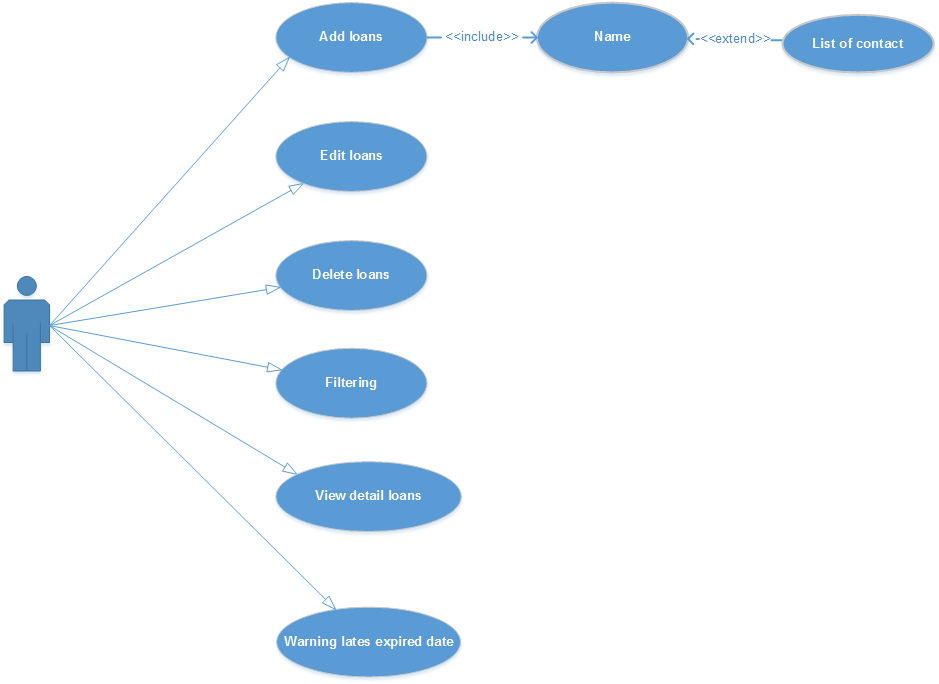 Add loans
<<include>>
Name
<<extend>>
List of contact
Edit loans
Delete loans
Filtering
View detail loans
Warning lates expired date